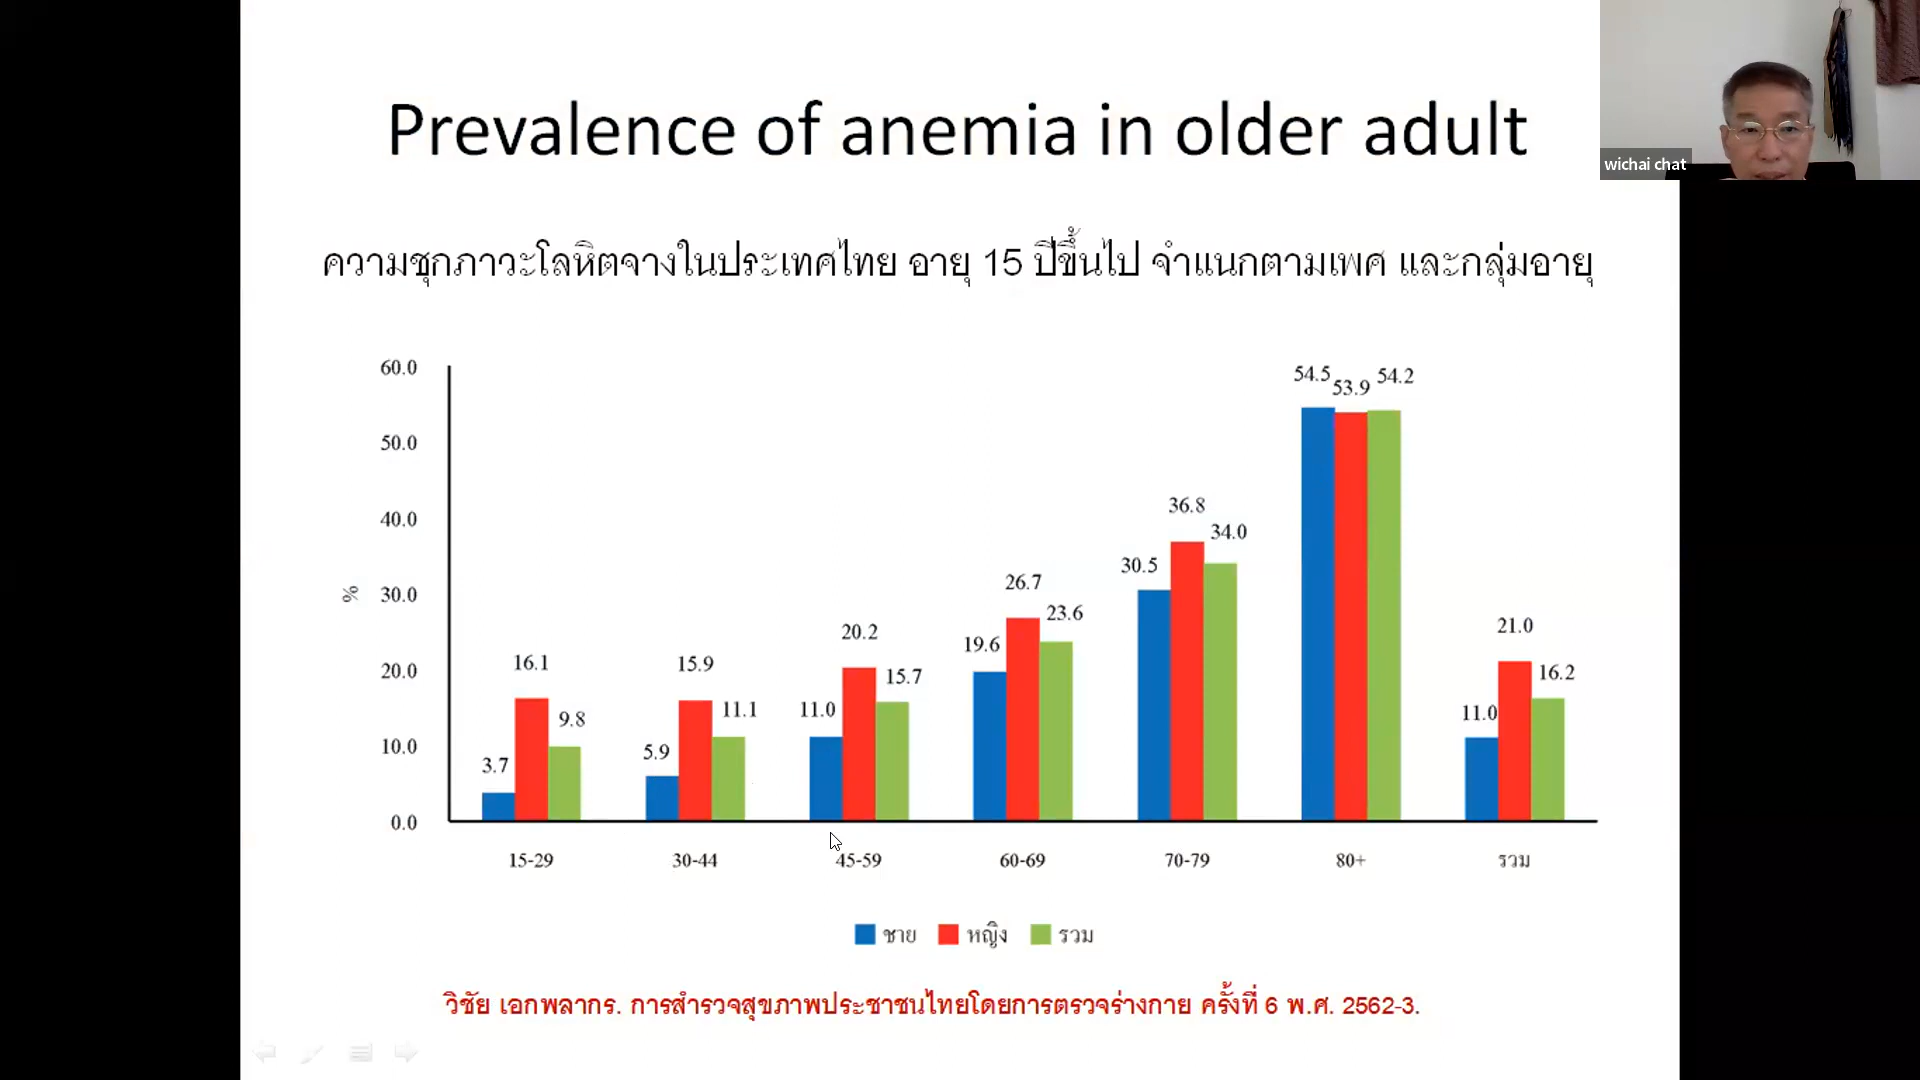 Prevalence of anemia in older adult
wichai chat
ความชุกภาวะโลหิตจางในประเทศไทย อายุ 15 ปีขึ้นไป จำแนกตามเพศ และกลุ่มอายุ
60.0
50.0
40.0
30.0
20.0
10.0
0.0
%
3.7 16.1 9.8
5.9 15.9 11.1
11.0 20.2 15.7
19.6 26.7 23.6
30.5 36.8 34.0
54.5 53.9 54.2
11.0 21.0 16.2
15-29 30-44 45-59 60-69 70-79 80+ รวม
ชาย หญิง รวม
วิชัย เอกพลากร. การสำรวจสุขภาพประชาชนไทยโดยการตรวจร่างกาย ครั้งที่ 6 พ.ศ. 2562-3.